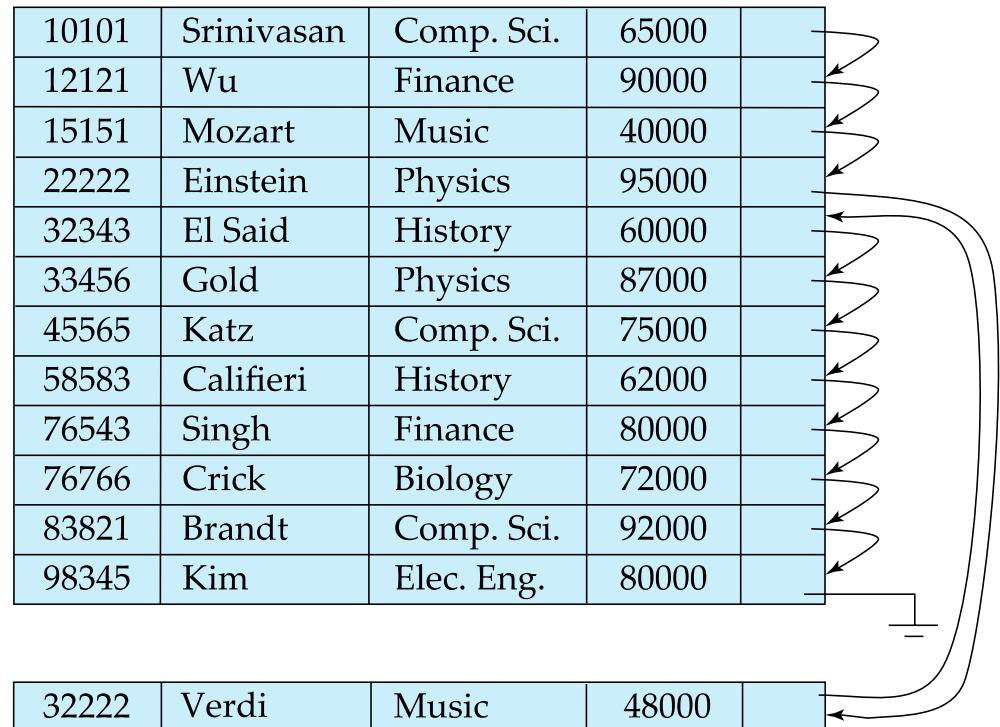 10101 Srinivasan Comp. Sci. 65000
12121 Wu Finance 90000
15151 Mozart Music 40000
22222 Einstein Physics 95000
32343 El Said History 60000
33456 Gold Physics 87000
45565 Katz Comp. Sci. 75000
58583 Califieri History 62000
76543 Singh Finance 80000
76766 Crick Biology 72000
83821 Brandt Comp. Sci. 92000
98345 Kim Elec. Eng. 80000
32222 Verdi Music 48000